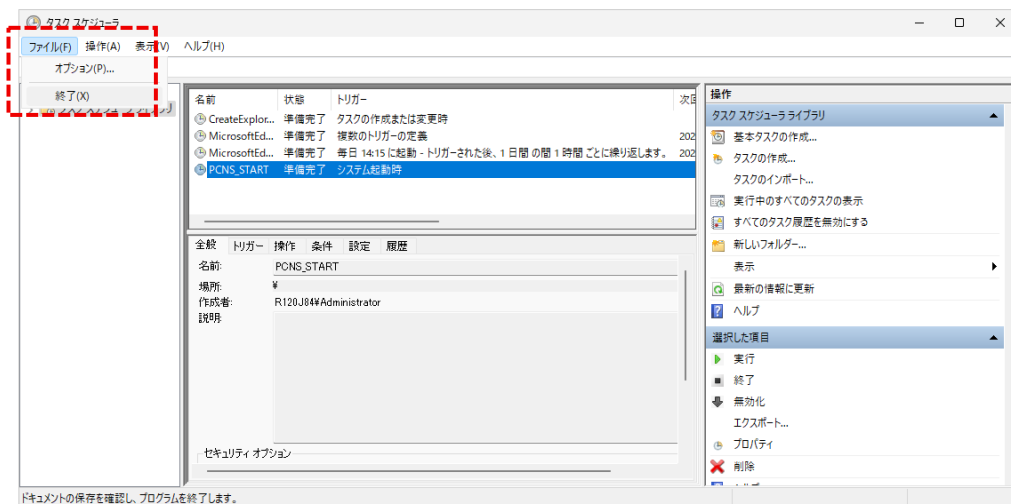 タスク スケジューラ
ファイル(F) 操作(A) 表示(V) ヘルプ(H)
オプション(P)...
終了(X)
名前 状態 トリガー 次回
CreateExplor... 準備完了 タスクの作成または変更時
MicrosoftEd... 準備完了 複数のトリガーの定義 202
MicrosoftEd... 準備完了 毎日 14:15 に起動 - トリガーされた後、1 日間 の間 1 時間 ごとに繰り返します。 202
PCNS_START 準備完了 システム起動時
全般 トリガー 操作 条件 設定 履歴
名前: PCNS_START
場所: ¥
作成者: R120J84¥Administrator
説明:
セキュリティ オプション
操作
タスク スケジューラ ライブラリ
基本タスクの作成...
タスクの作成...
タスクのインポート...
実行中のすべてのタスクの表示
すべてのタスク履歴を無効にする
新しいフォルダー...
表示
最新の情報に更新
ヘルプ
選択した項目
実行
終了
無効化
エクスポート...
プロパティ
削除
ドキュメントの保存を確認し、プログラムを終了します。